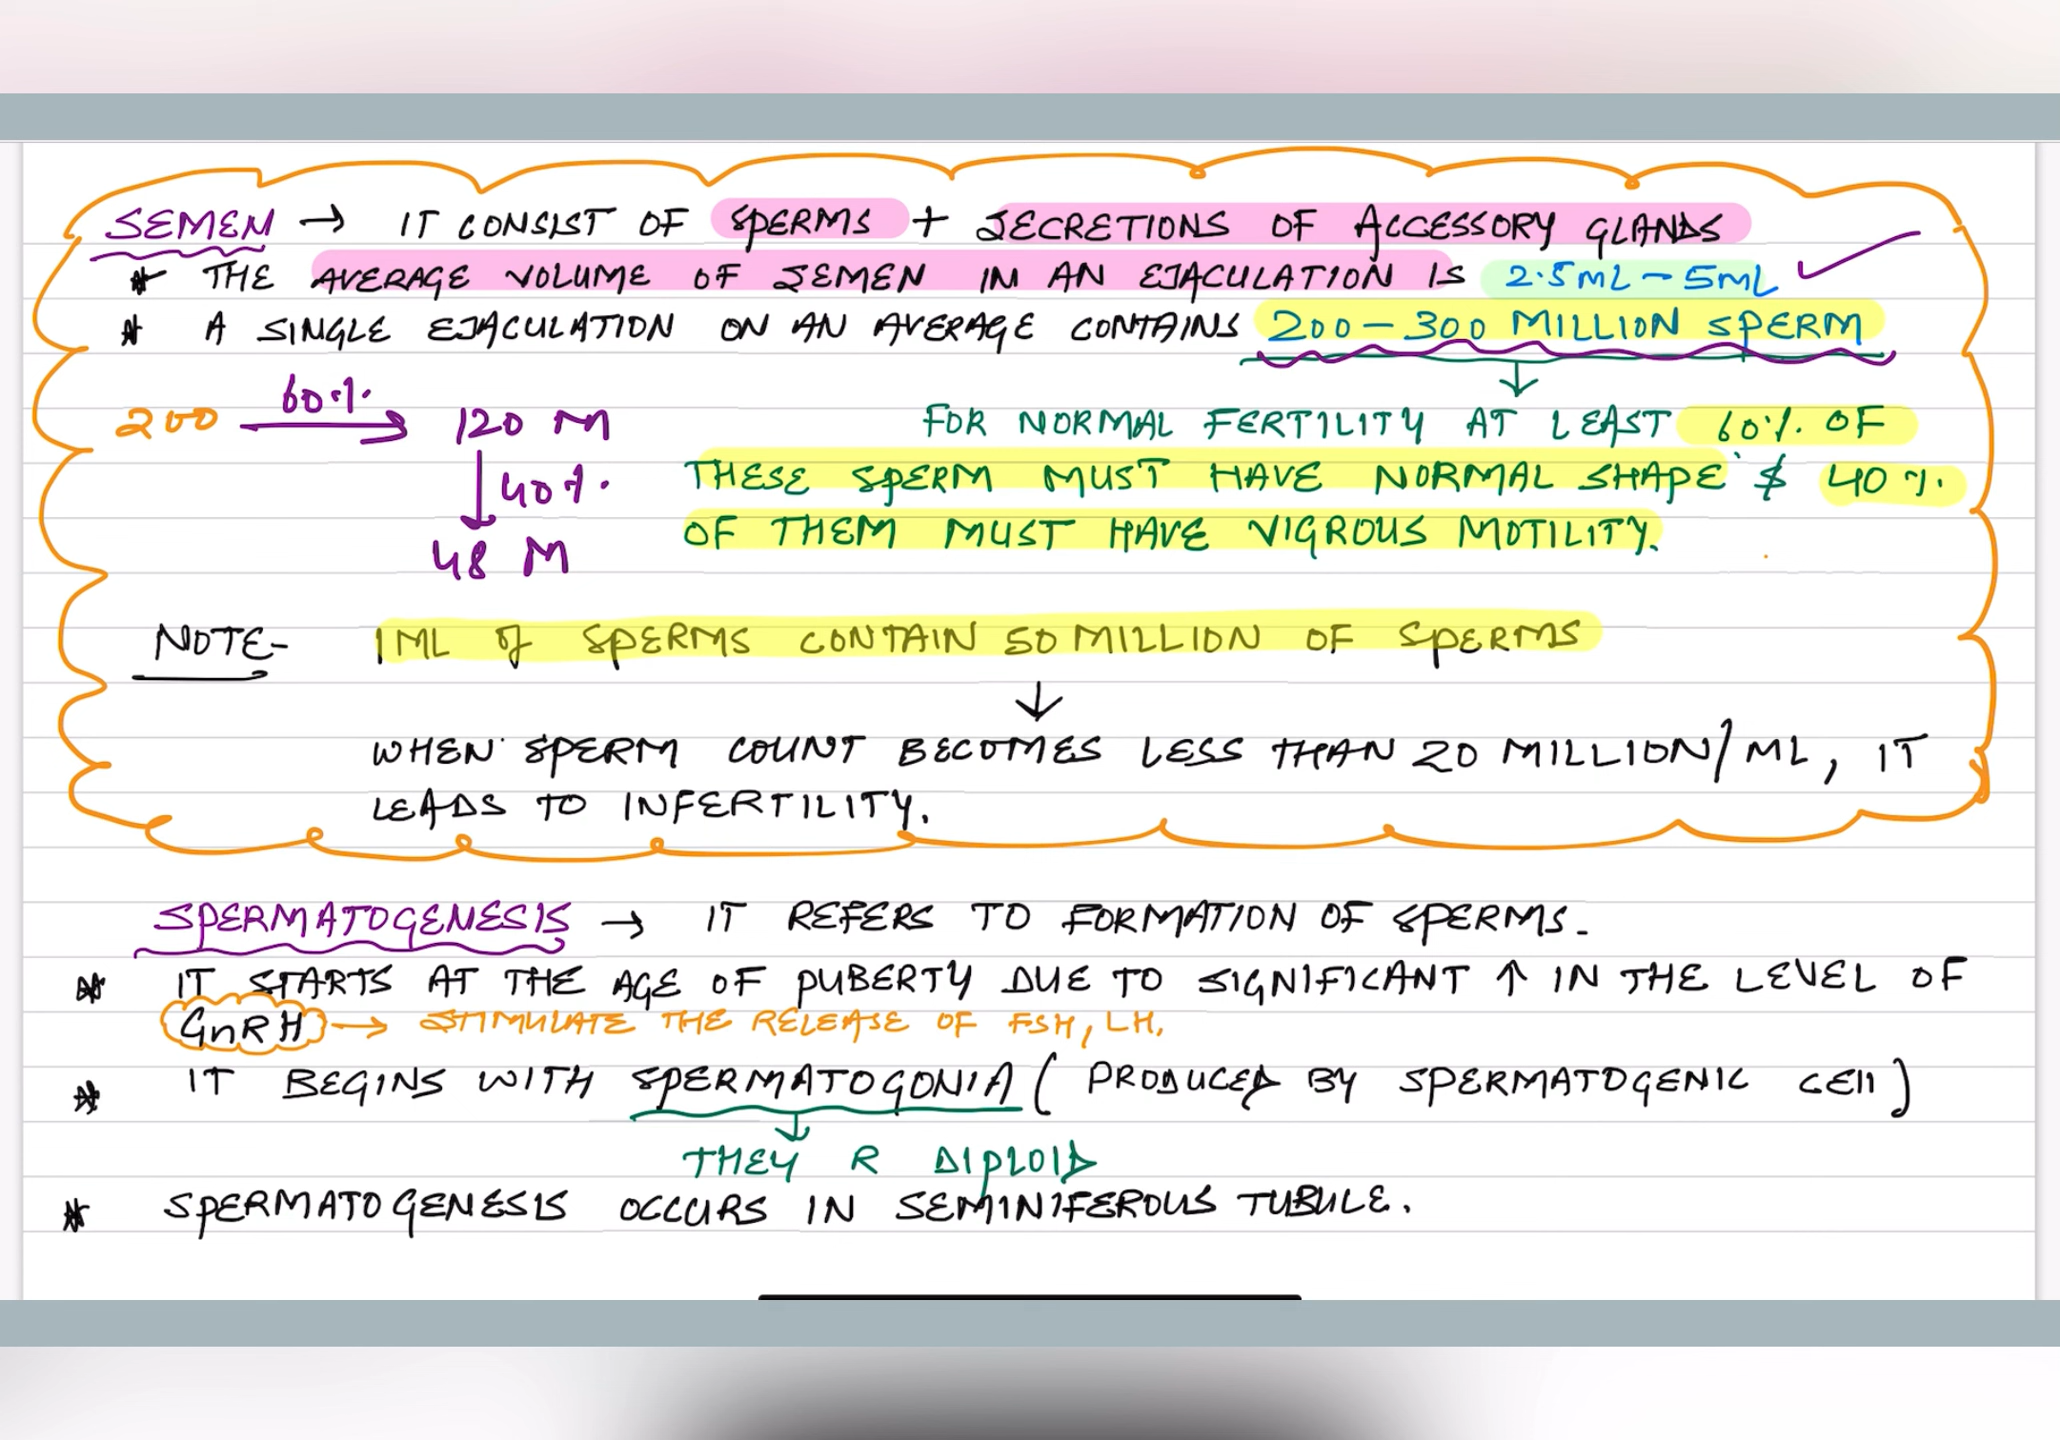 SEMEN → IT CONSIST OF SPERMS + SECRETIONS OF ACCESSORY GLANDS
* THE AVERAGE VOLUME OF SEMEN IN AN EJACULATION IS 2.5ML - 5ML ✓
* A SINGLE EJACULATION ON AN AVERAGE CONTAINS 200-300 MILLION SPERM
↓
200 60% → 120 M
FOR NORMAL FERTILITY AT LEAST 60% OF
↓ 40%
THESE SPERM MUST HAVE NORMAL SHAPE & 40%
48 M
OF THEM MUST HAVE VIGROUS MOTILITY.
NOTE- 1ML of SPERMS CONTAIN 50 MILLION OF SPERMS
↓
WHEN SPERM COUNT BECOMES LESS THAN 20 MILLION/ML, IT
LEADS TO INFERTILITY.
SPERMATOGENESIS → IT REFERS TO FORMATION OF SPERMS.
* IT STARTS AT THE AGE OF PUBERTY DUE TO SIGNIFICANT ↑ IN THE LEVEL OF
GnRH → STIMULATE THE RELEASE OF FSH, LH.
* IT BEGINS WITH SPERMATOGONIA (PRODUCED BY SPERMATOGENIC CEll)
↓
THEY R DIPLOID
* SPERMATOGENESIS OCCURS IN SEMINIFEROUS TUBULE.